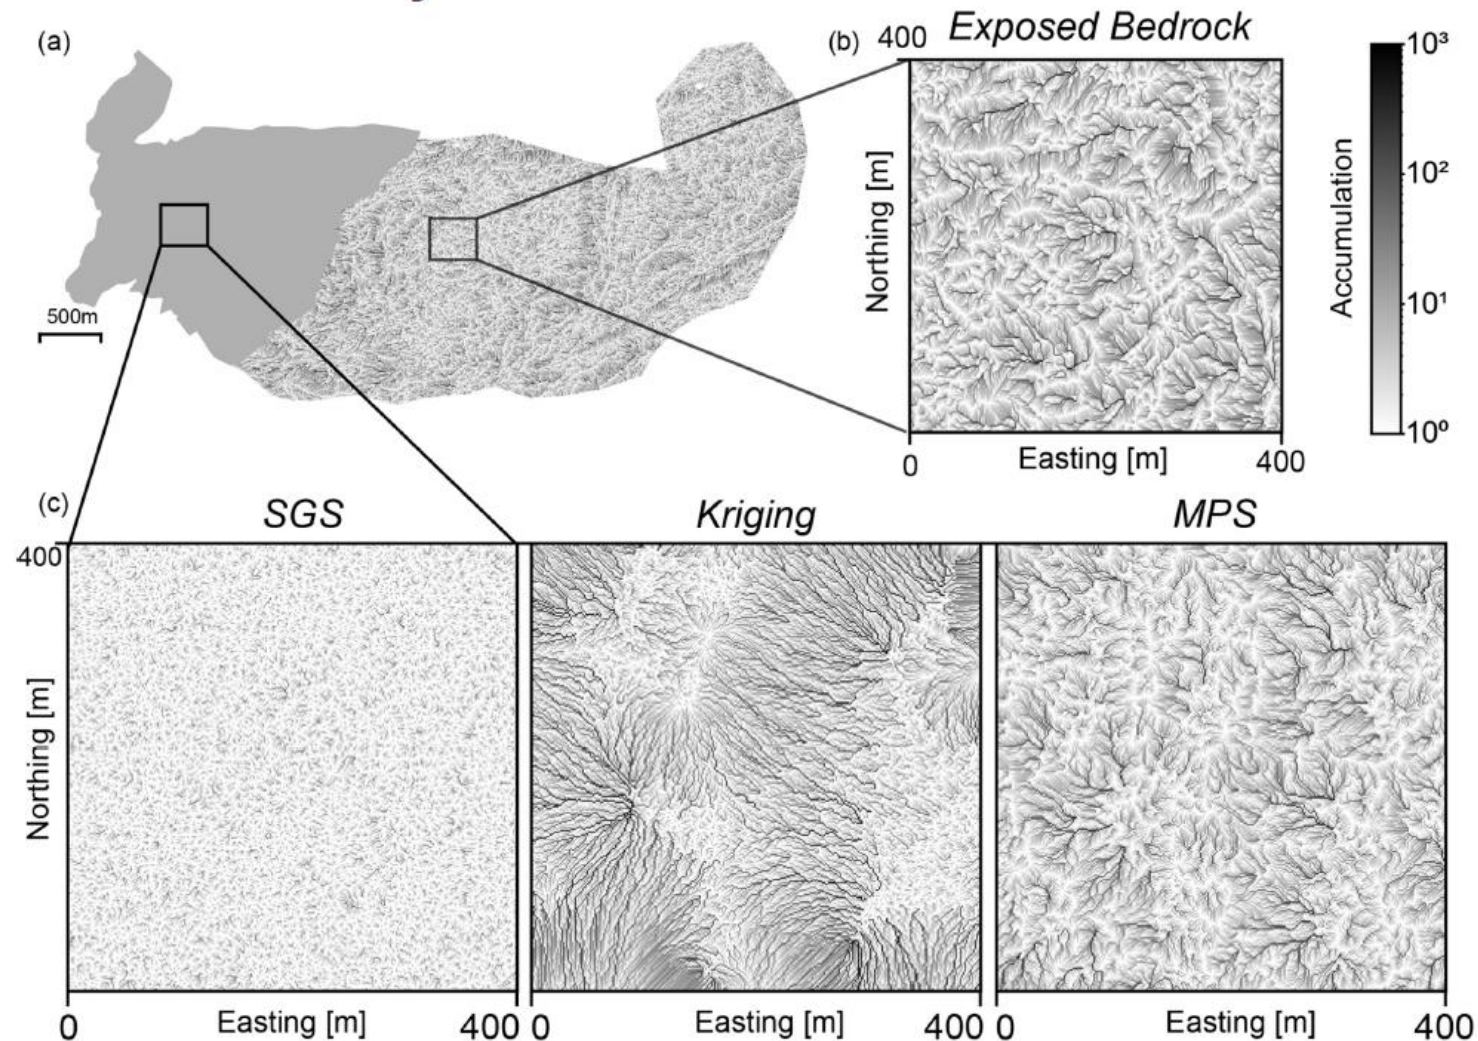 (a)
500m
(b)
400
Exposed Bedrock
Northing [m]
0
Easting [m]
400
Accumulation
10³
10²
10¹
10⁰
(c)
SGS
Kriging
MPS
400
Northing [m]
0
Easting [m]
400
0
Easting [m]
400
0
Easting [m]
400